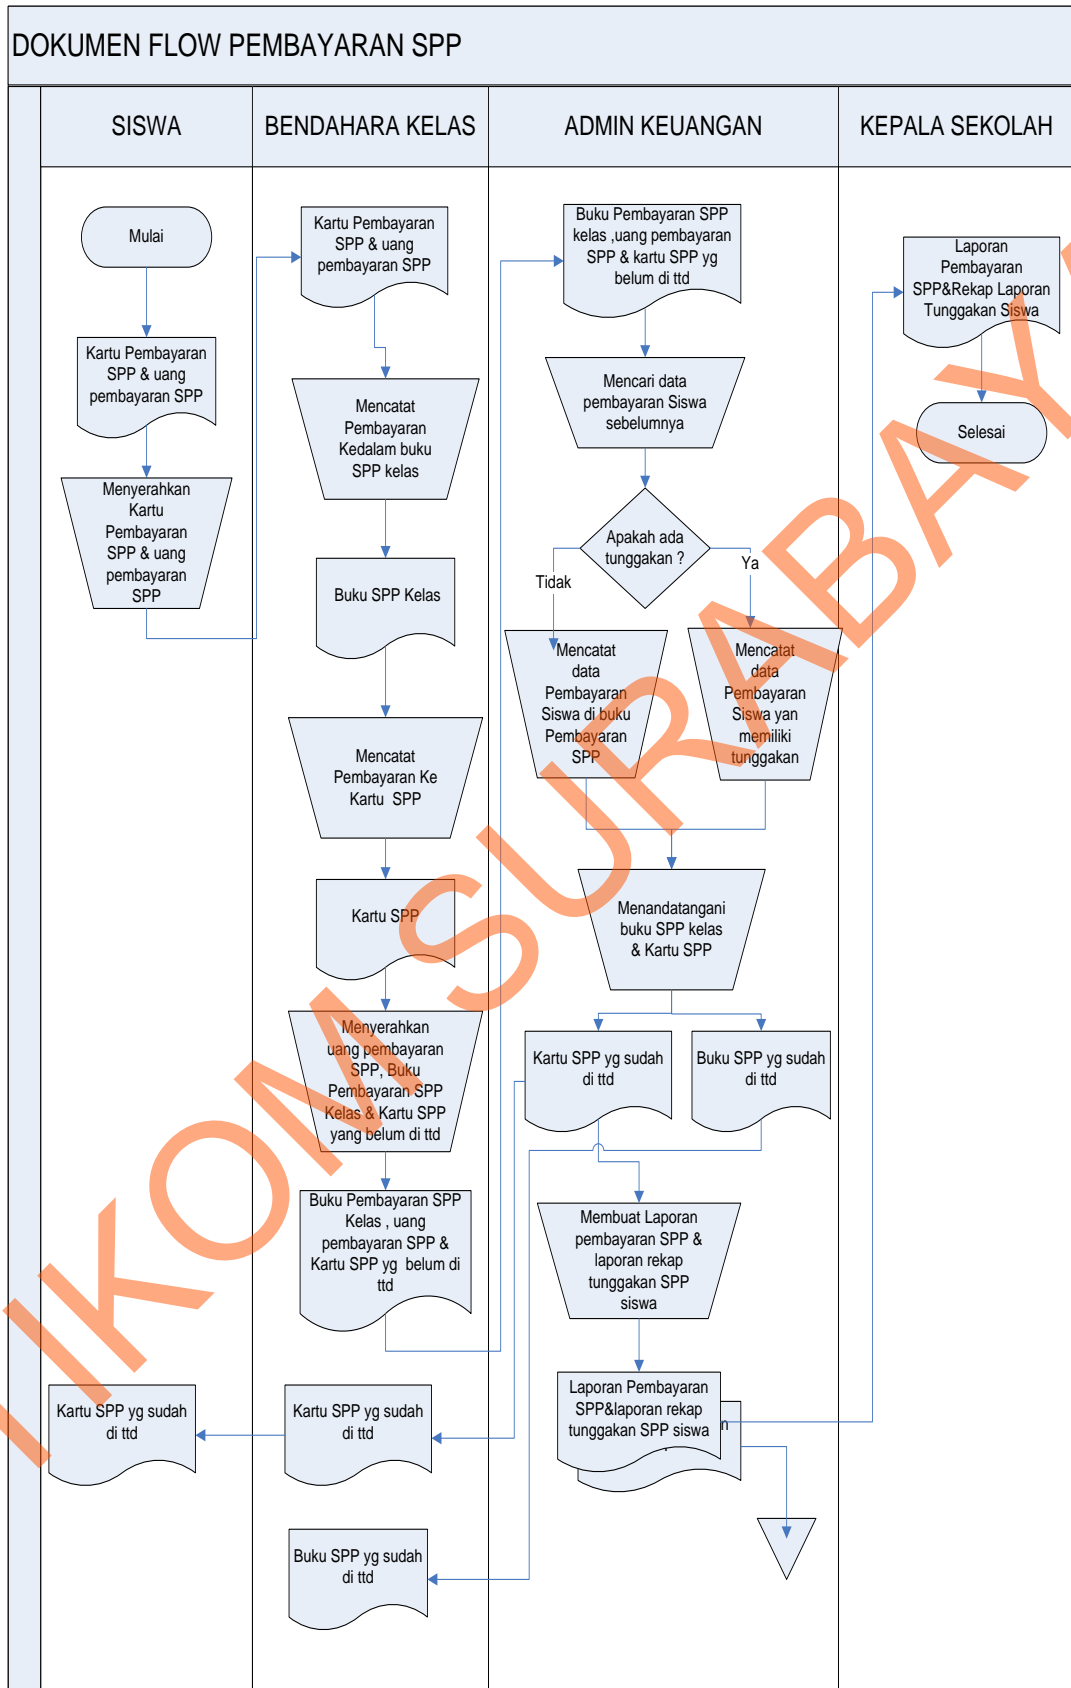 DOKUMEN FLOW PEMBAYARAN SPP
SISWA
BENDAHARA KELAS
ADMIN KEUANGAN
KEPALA SEKOLAH
Mulai
Kartu Pembayaran
SPP & uang
pembayaran SPP
Menyerahkan
Kartu
Pembayaran
SPP & uang
pembayaran
SPP
Kartu SPP yg sudah
di ttd
Kartu Pembayaran
SPP & uang
pembayaran SPP
Mencatat
Pembayaran
Kedalam buku
SPP kelas
Buku SPP Kelas
Mencatat
Pembayaran Ke
Kartu SPP
Kartu SPP
Menyerahkan
uang pembayaran
SPP, Buku
Pembayaran SPP
Kelas & Kartu SPP
yang belum di ttd
Buku Pembayaran SPP
Kelas , uang
pembayaran SPP &
Kartu SPP yg belum di
ttd
Kartu SPP yg sudah
di ttd
Buku SPP yg sudah
di ttd
Buku Pembayaran SPP
kelas ,uang pembayaran
SPP & kartu SPP yg
belum di ttd
Mencari data
pembayaran Siswa
sebelumnya
Apakah ada
tunggakan ?
Tidak
Ya
Mencatat
data
Pembayaran
Siswa di buku
Pembayaran
SPP
Mencatat
data
Pembayaran
Siswa yan
memiliki
tunggakan
Menandatangani
buku SPP kelas
& Kartu SPP
Kartu SPP yg sudah
di ttd
Buku SPP yg sudah
di ttd
Membuat Laporan
pembayaran SPP &
laporan rekap
tunggakan SPP
siswa
Laporan Pembayaran
SPP&laporan rekap
tunggakan SPP siswa
Laporan
Pembayaran
SPP&Rekap Laporan
Tunggakan Siswa
Selesai
IKOM SURABAY